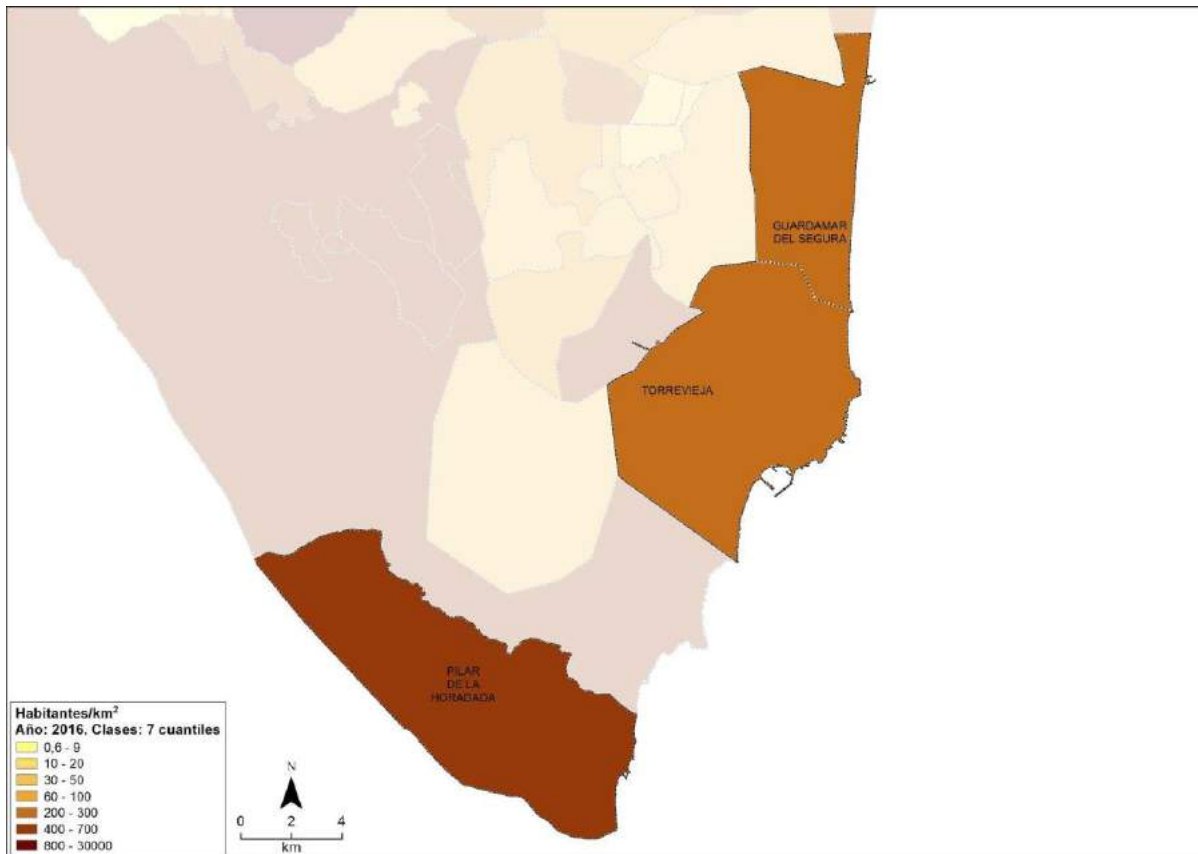 GUARDAMAR
DEL SEGURA
TORREVIEJA
PILAR
DE LA
HORADADA
Habitantes/km²
Año: 2016. Clases: 7 cuantiles
0,6 - 9
10 - 20
30 - 50
60 - 100
200 - 300
400 - 700
800 - 30000
N
0 2 4
km